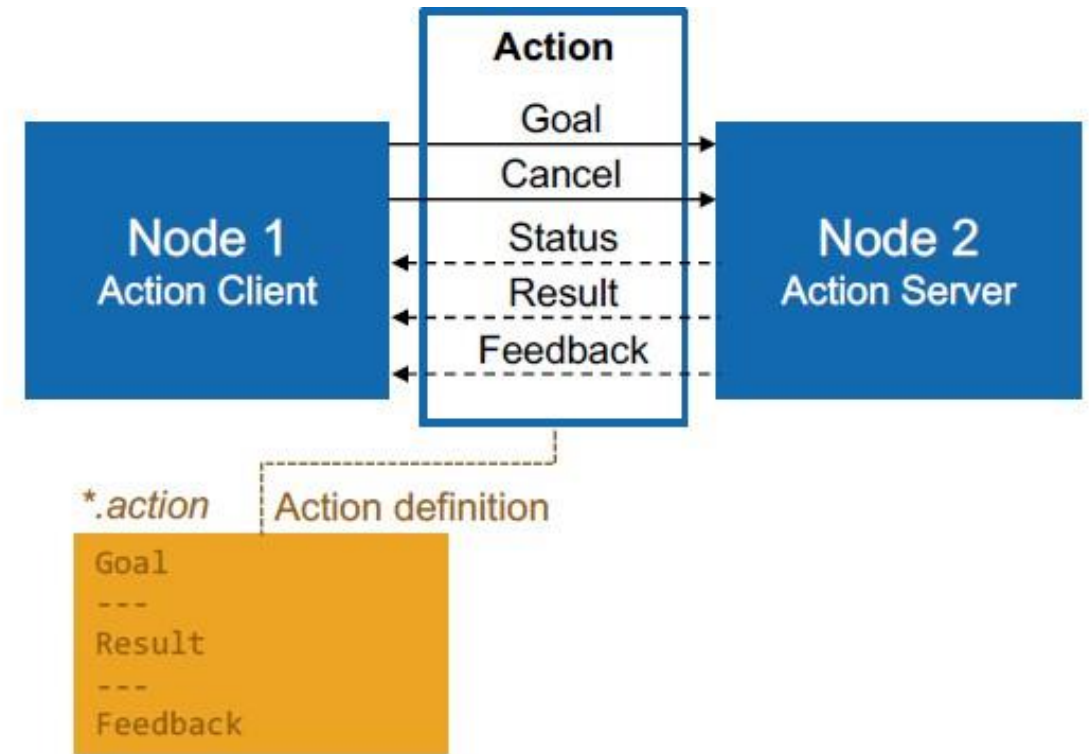 Action
Goal
Cancel
Status
Result
Feedback
Node 1
Action Client
Node 2
Action Server
*.action
Action definition
Goal
---
Result
---
Feedback